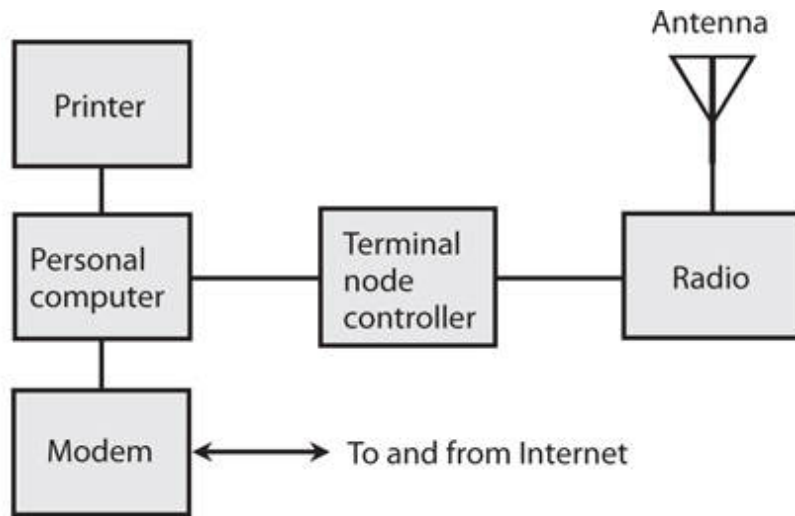 Antenna
Printer
Personal
computer
Terminal
node
controller
Radio
Modem
To and from Internet